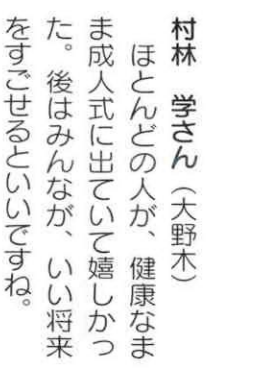 村林　学さん（大野木）
ほとんどの人が、健康なま
ま成人式に出ていて嬉しかっ
た。後はみんなが、いい将来
をすごせるといいですね。